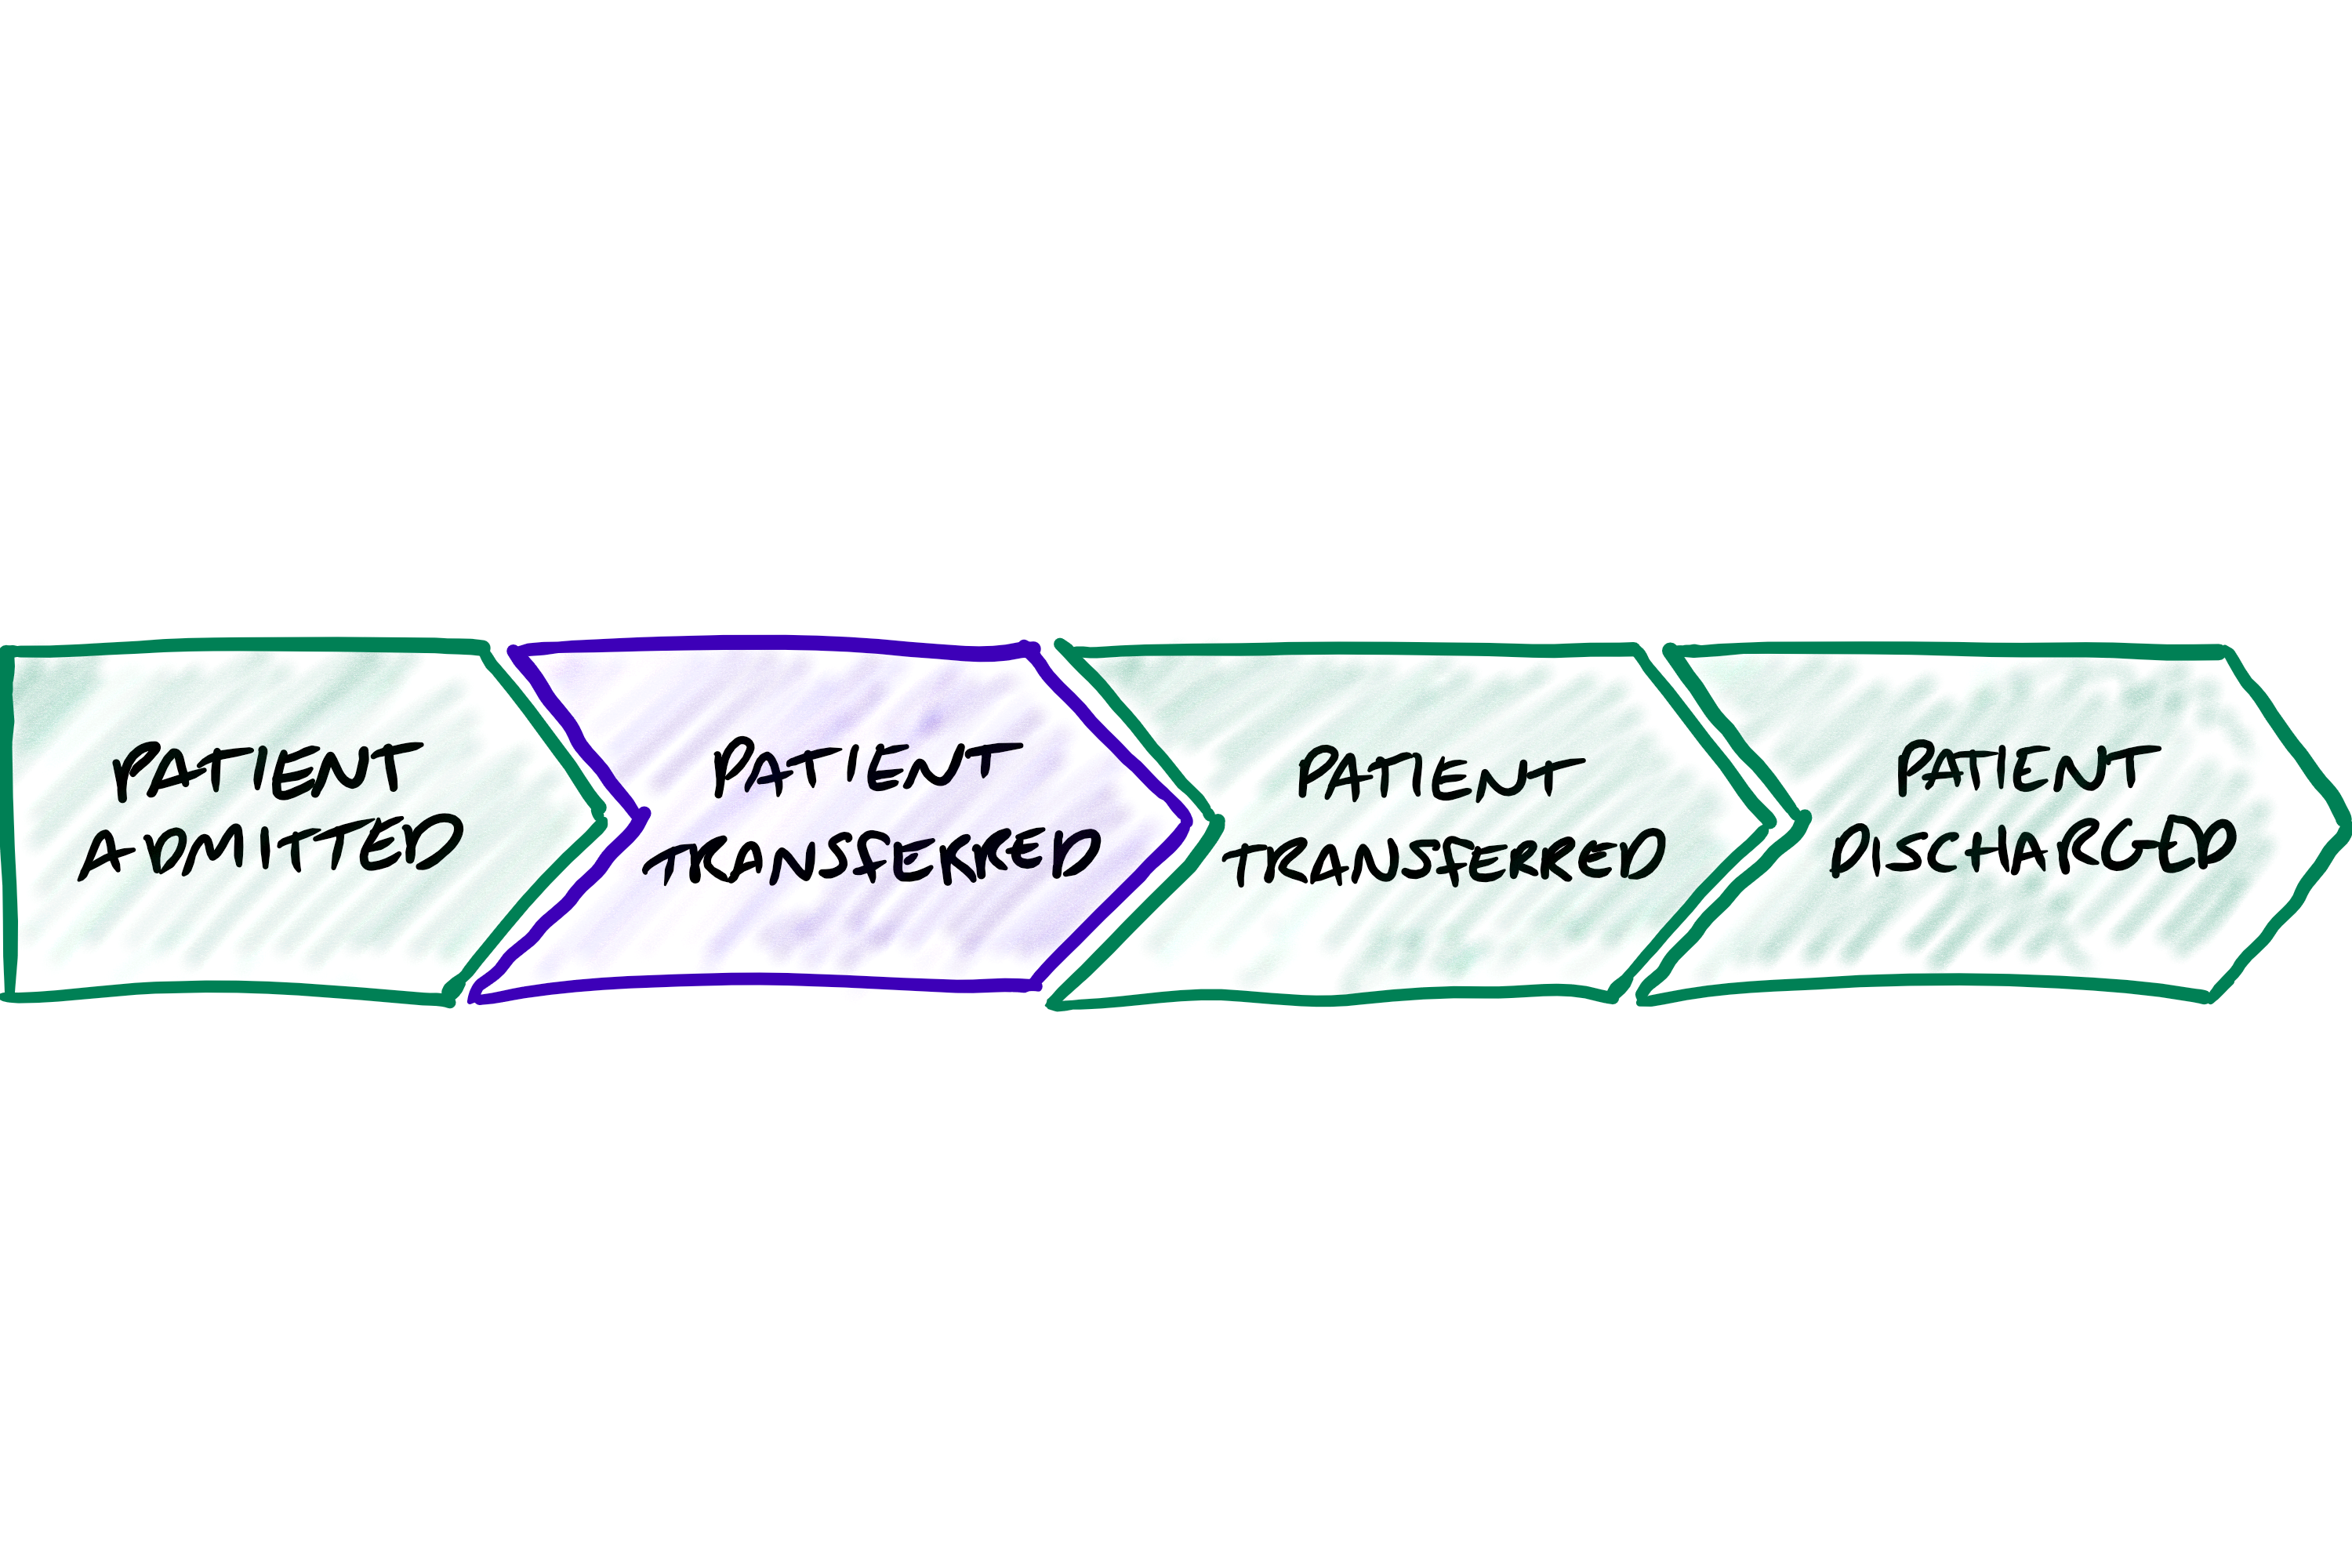 PATIENT
ADMITTED
PATIENT
TRANSFERRED
PATIENT
TRANSFERRED
PATIENT
DISCHARGED